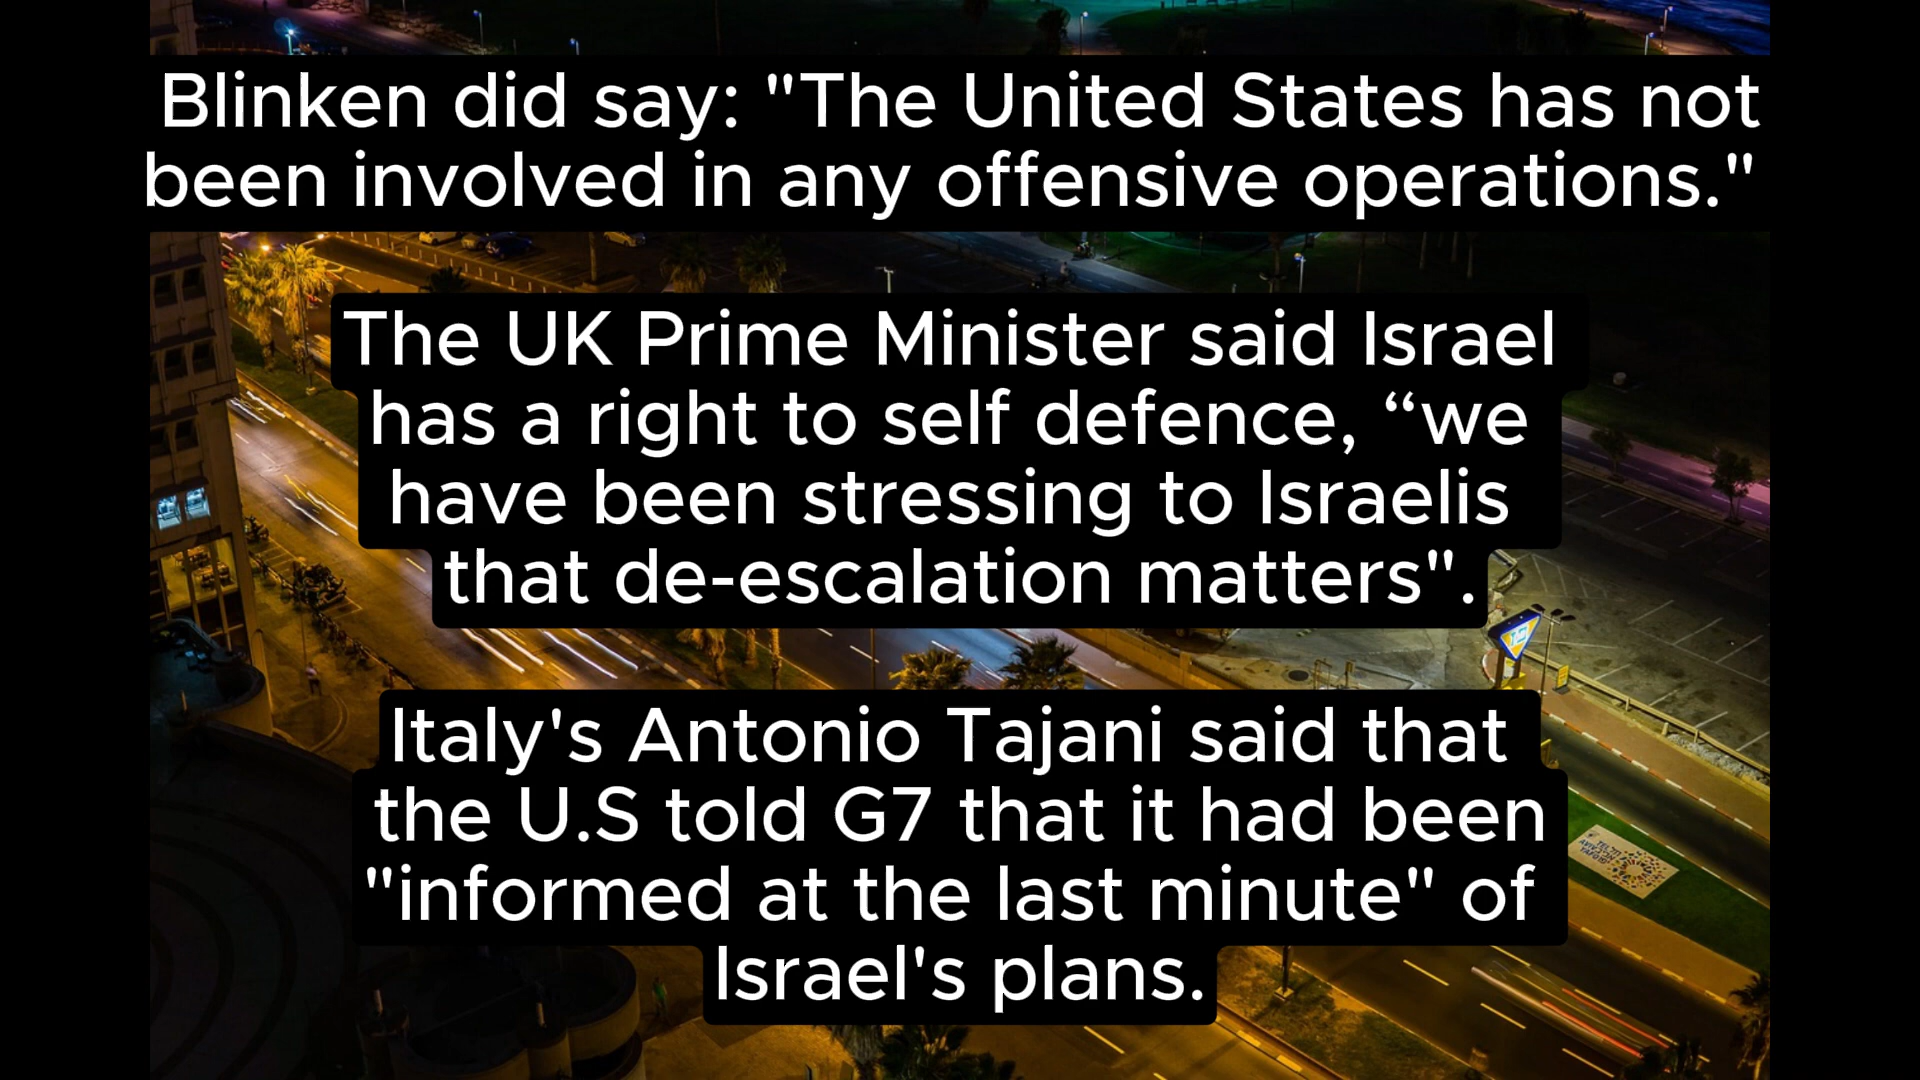 Blinken did say: "The United States has not
been involved in any offensive operations."
The UK Prime Minister said Israel
has a right to self defence, “we
have been stressing to Israelis
that de-escalation matters".
Italy's Antonio Tajani said that
the U.S told G7 that it had been
"informed at the last minute" of
Israel's plans.